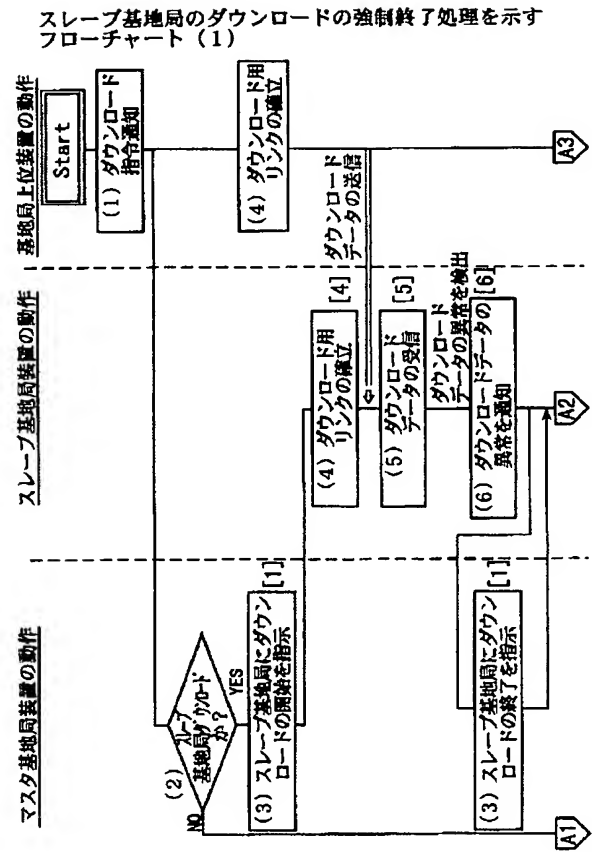 スレーブ基地局のダウンロードの強制終了処理を示す
フローチャート（1）
マスタ基地局装置の動作
スレーブ基地局装置の動作
基地局上位装置の動作
Start
(1) ダウンロード
指令通知
(2)
スレーブ
基地局ダウンロード
か？
NO
YES
(3) スレーブ基地局にダウン
ロードの開始を指示
[1]
(4) ダウンロード用
リンクの確立
[4]
(4) ダウンロード用
リンクの確立
ダウンロード
データの送信
(5) ダウンロード
データの受信
[5]
ダウンロード
データの異常を検出
(6) ダウンロードデータの
異常を通知
[6]
(3) スレーブ基地局にダウン
ロードの終了を指示
[1]
A1
A2
A3